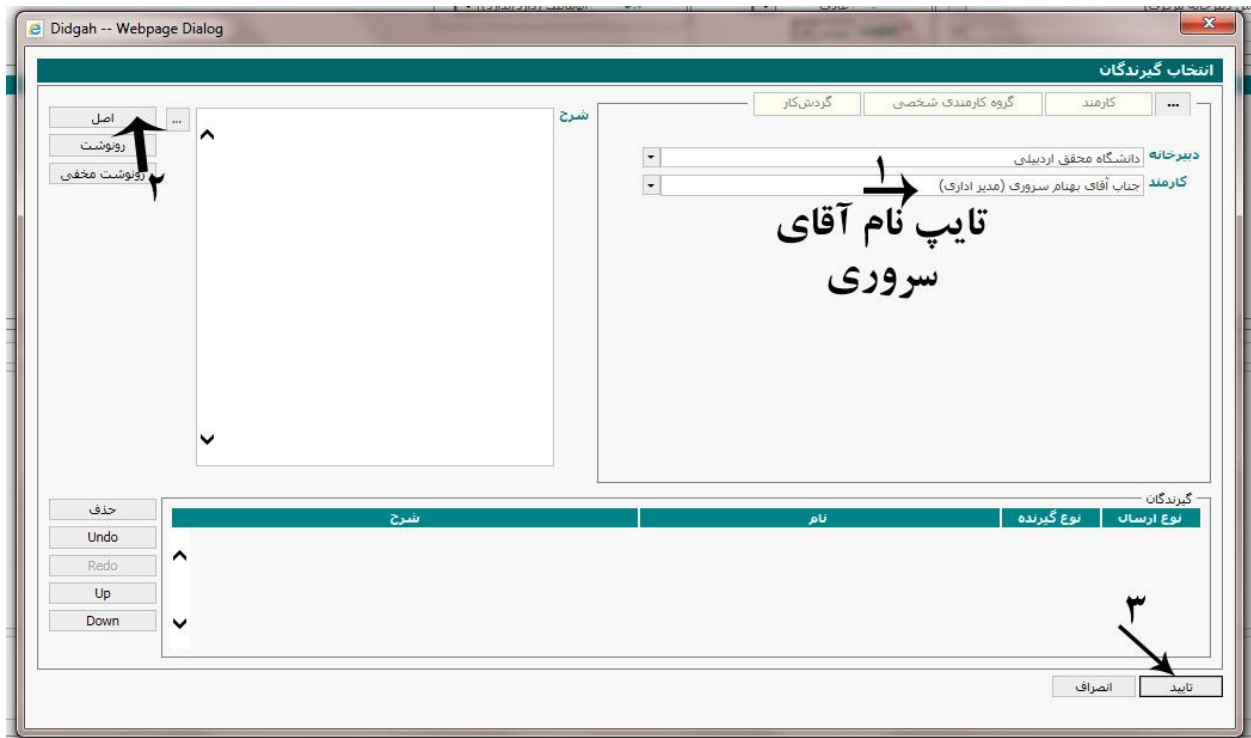 Didgah -- Webpage Dialog
انتخاب گیرندگان
... کارمند گروه کارمندی شخصی گردش‌کار
دبیرخانه دانشگاه محقق اردبیلی
کارمند جناب آقای بهنام سروری (مدیر اداری)
۱
تایپ نام آقای
سروری
شرح
...
اصل
رونوشت
رونوشت مخفی
۲
گیرندگان
نوع ارسال نوع گیرنده نام شرح
حذف
Undo
Redo
Up
Down
۳
تایید انصراف